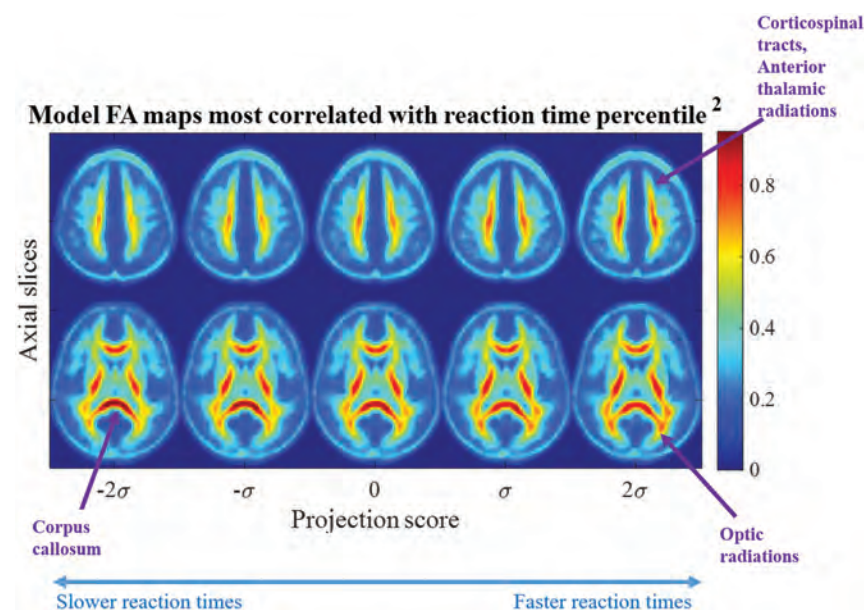 Corticospinal
tracts,
Anterior
thalamic
radiations
Model FA maps most correlated with reaction time percentile 2
Axial slices
0.8
0.6
0.4
0.2
0
-2σ -σ 0 σ 2σ
Projection score
Corpus
callosum
Optic
radiations
Slower reaction times Faster reaction times